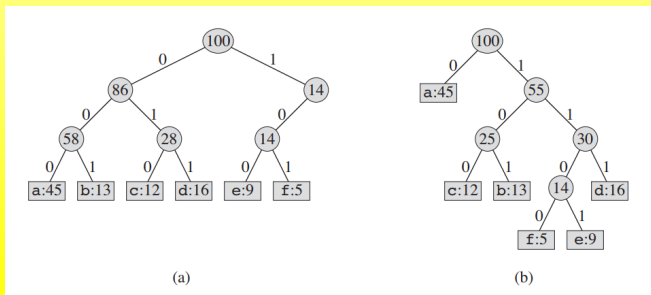 100 100
0 1 0 1
86 14 a:45 55
0 1 0 0 1
58 28 14 25 30
0 1 0 1 0 1 0 1 0 1
a:45 b:13 c:12 d:16 e:9 f:5 c:12 b:13 14 d:16
0 1
f:5 e:9
(a) (b)